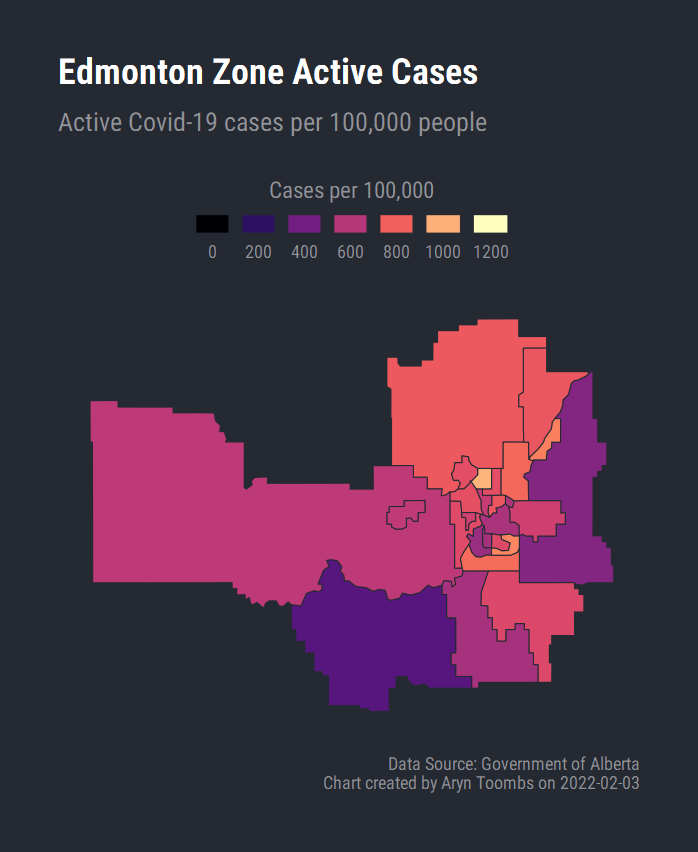 Edmonton Zone Active Cases
Active Covid-19 cases per 100,000 people
Cases per 100,000
0 200 400 600 800 1000 1200
Data Source: Government of Alberta
Chart created by Aryn Toombs on 2022-02-03